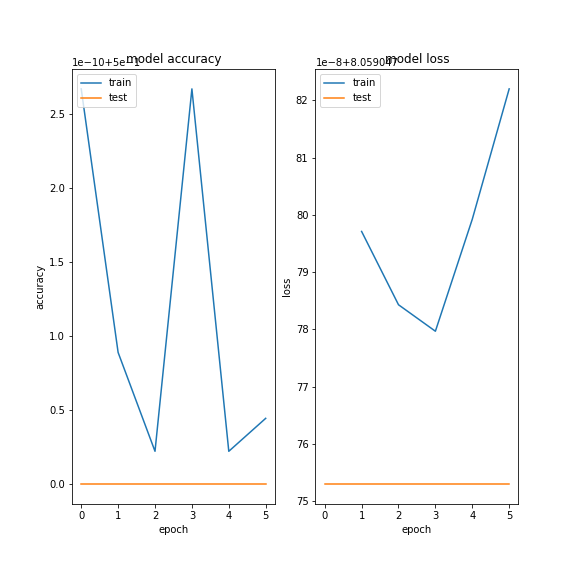 model accuracy
1e−10+5e−1
train
test
2.5
2.0
1.5
1.0
0.5
0.0
accuracy
0 1 2 3 4 5
epoch
model loss
1e−8+8.059047
train
test
82
81
80
79
78
77
76
75
loss
0 1 2 3 4 5
epoch